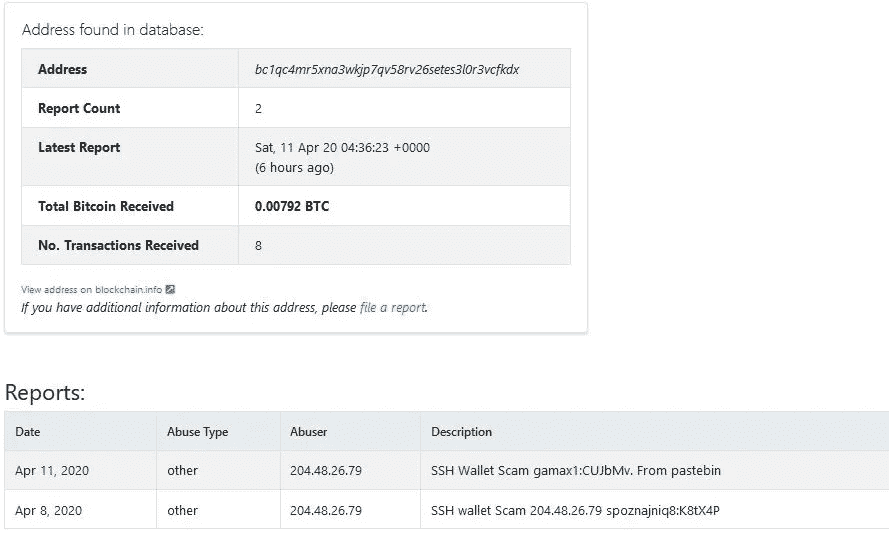 Address found in database:
Address bc1qc4mr5xna3wkjp7qv58rv26setes3l0r3vcfkdx
Report Count 2
Latest Report Sat, 11 Apr 20 04:36:23 +0000
(6 hours ago)
Total Bitcoin Received 0.00792 BTC
No. Transactions Received 8
View address on blockchain.info
If you have additional information about this address, please file a report.
Reports:
Date Abuse Type Abuser Description
Apr 11, 2020 other 204.48.26.79 SSH Wallet Scam gamax1:CUJbMv. From pastebin
Apr 8, 2020 other 204.48.26.79 SSH wallet Scam 204.48.26.79 spoznajniq8:K8tX4P